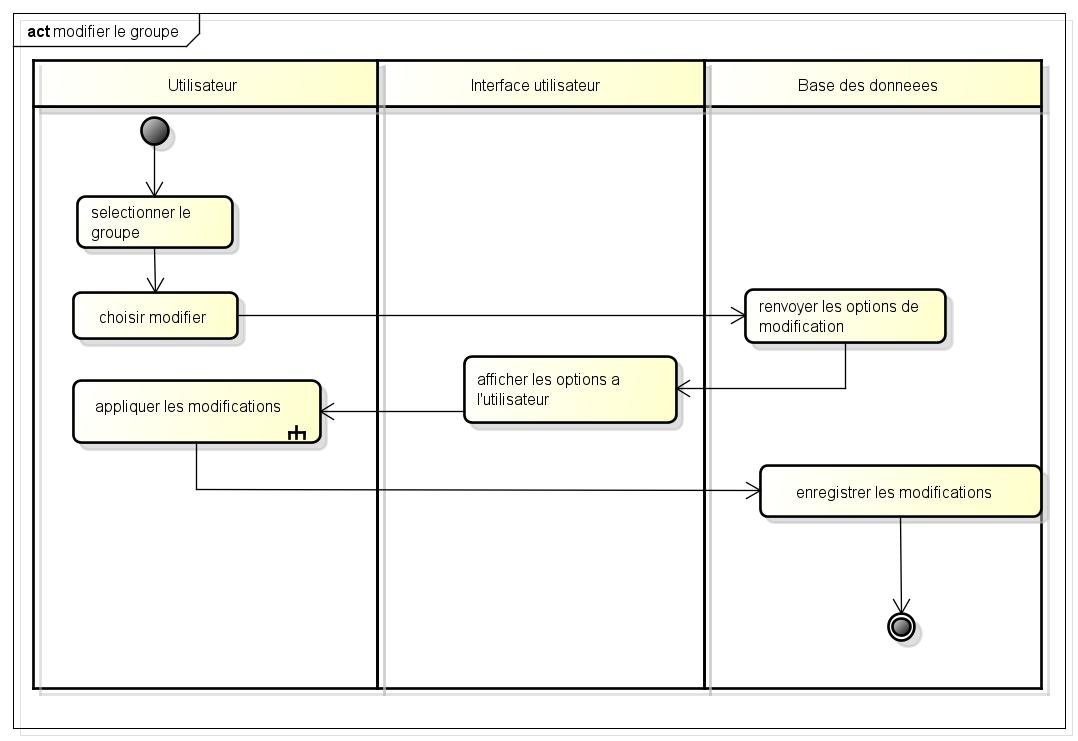 act modifier le groupe
Utilisateur
Interface utilisateur
Base des donneees
selectionner le
groupe
choisir modifier
renvoyer les options de
modification
afficher les options a
l'utilisateur
appliquer les modifications
enregistrer les modifications